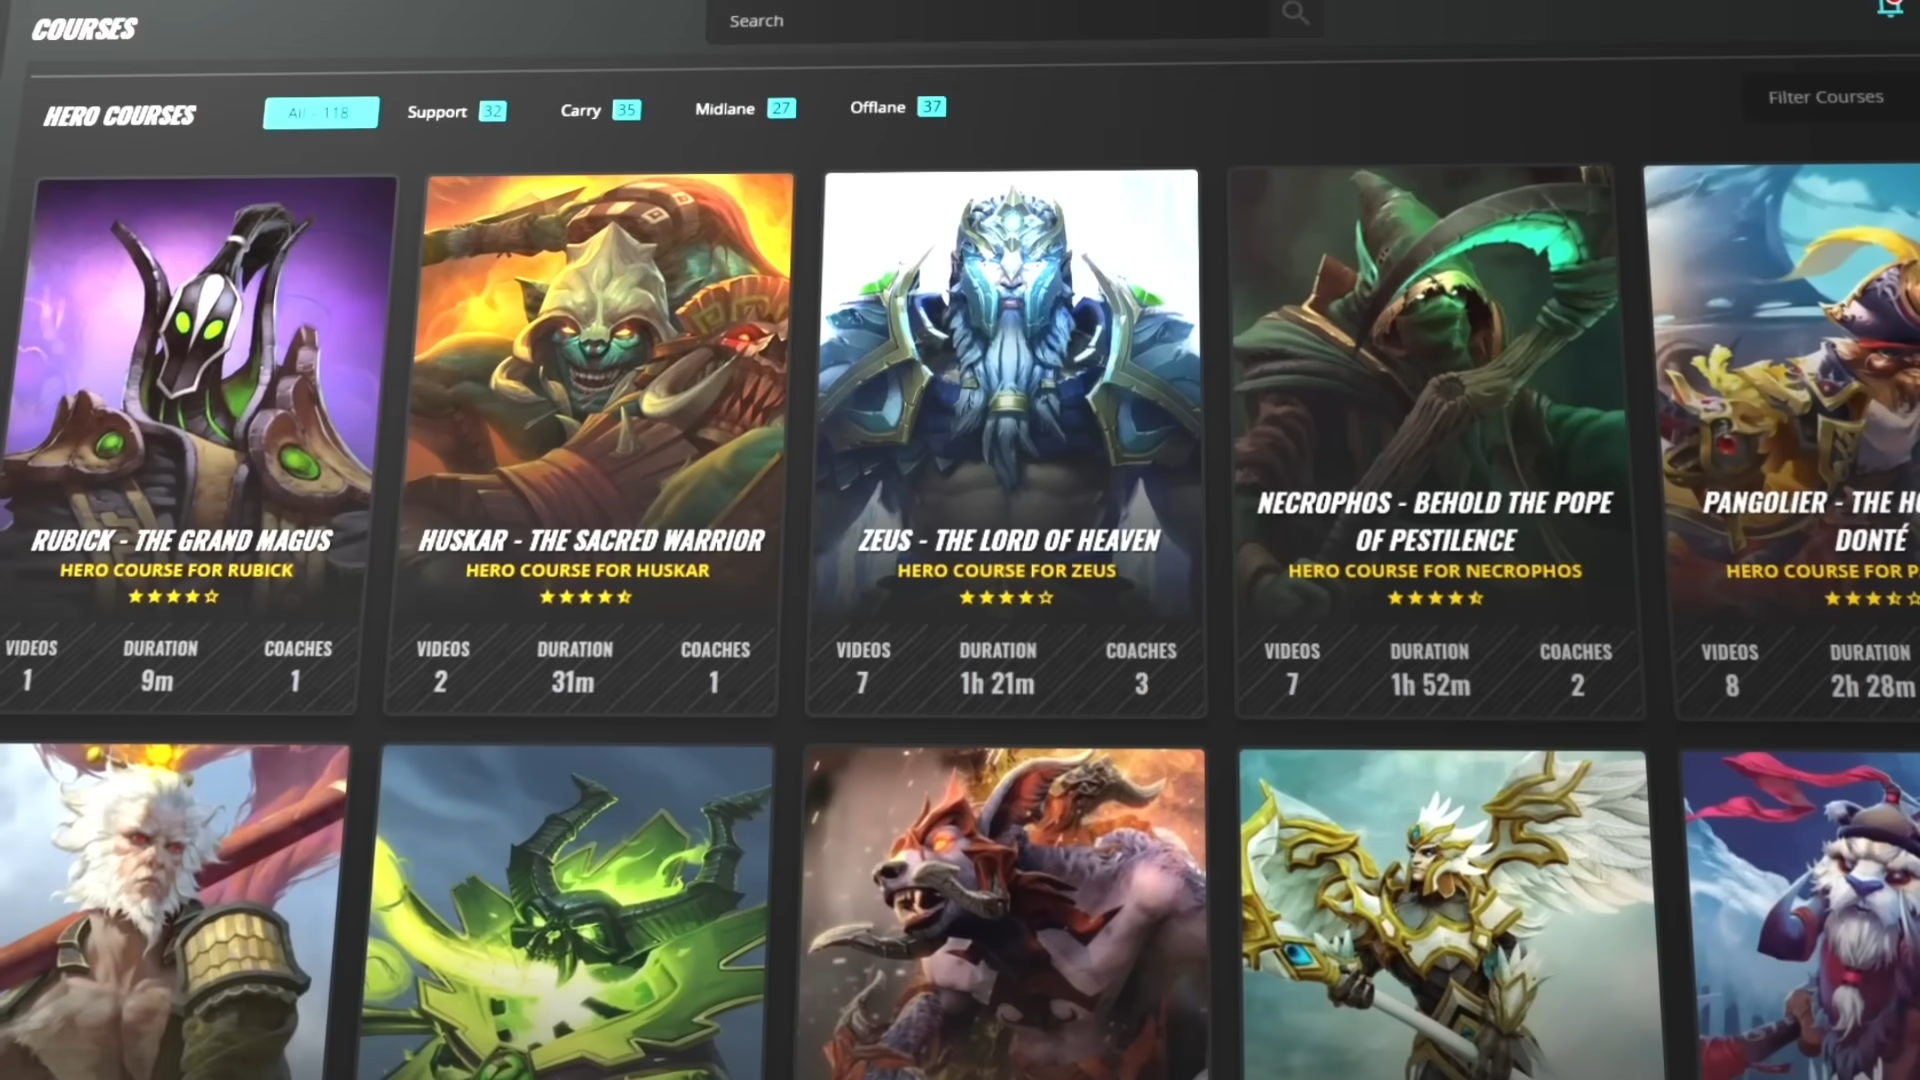 COURSES
Search
HERO COURSES
All - 118
Support 32
Carry 35
Midlane 27
Offlane 37
Filter Courses
RUBICK - THE GRAND MAGUS
HERO COURSE FOR RUBICK
VIDEOS DURATION COACHES
1 9m 1
HUSKAR - THE SACRED WARRIOR
HERO COURSE FOR HUSKAR
VIDEOS DURATION COACHES
2 31m 1
ZEUS - THE LORD OF HEAVEN
HERO COURSE FOR ZEUS
VIDEOS DURATION COACHES
7 1h 21m 3
NECROPHOS - BEHOLD THE POPE
OF PESTILENCE
HERO COURSE FOR NECROPHOS
VIDEOS DURATION COACHES
7 1h 52m 2
PANGOLIER - THE
DONTÉ
HERO COURSE FOR
VIDEOS DURATION
8 2h 28m